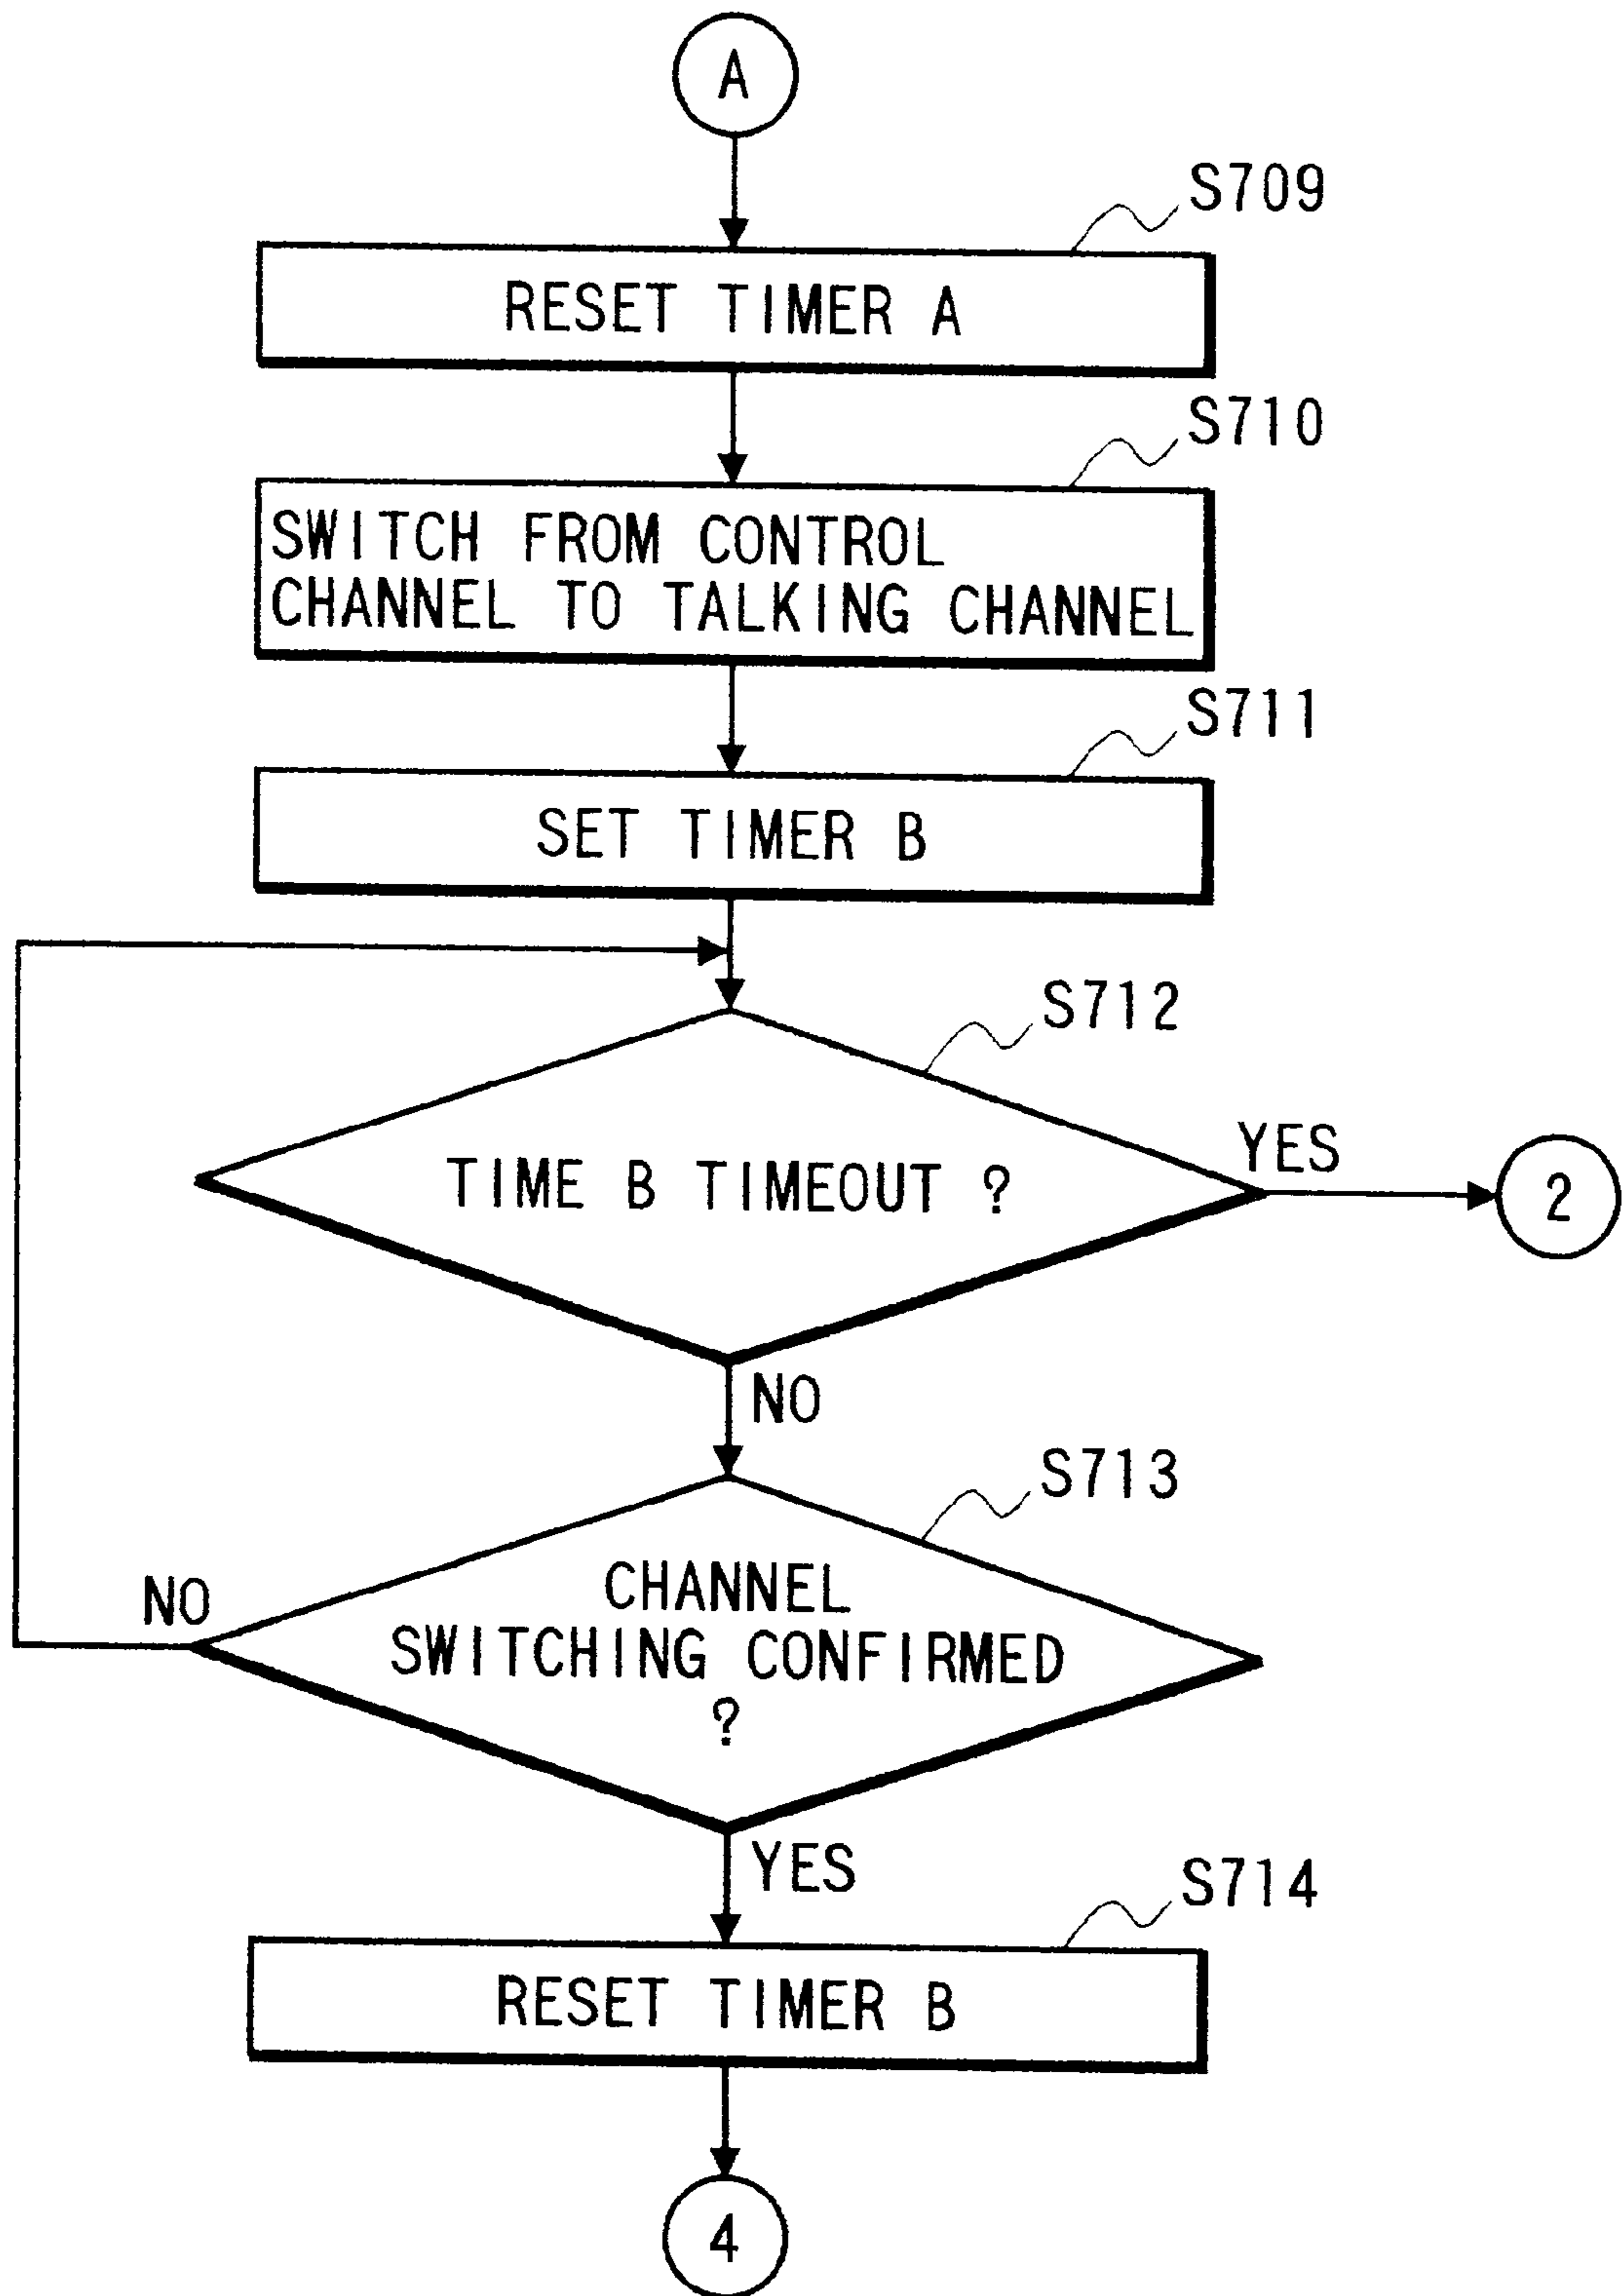 A
S709
RESET TIMER A
S710
SWITCH FROM CONTROL
CHANNEL TO TALKING CHANNEL
S711
SET TIMER B
S712
TIME B TIMEOUT ?
YES
2
NO
S713
CHANNEL
SWITCHING CONFIRMED
?
NO
YES
S714
RESET TIMER B
4